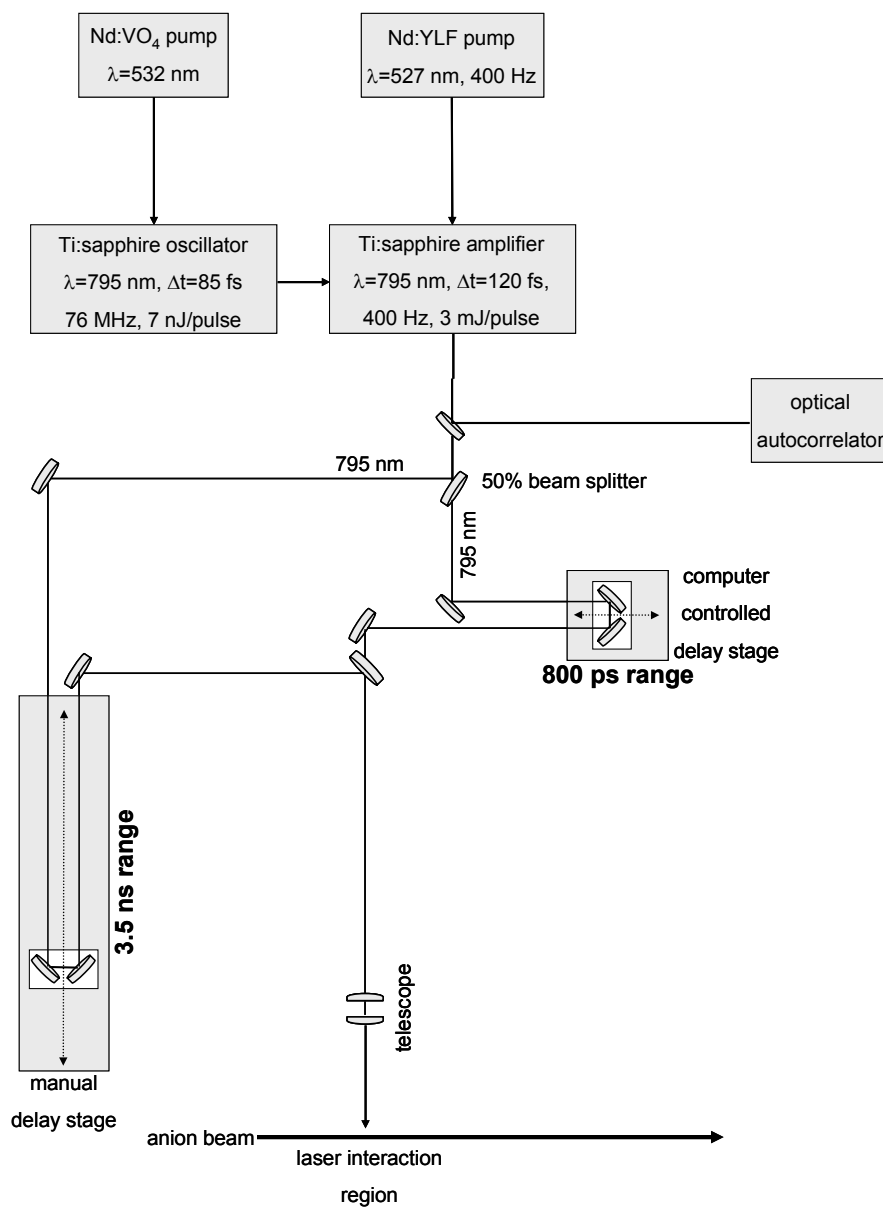 Nd:VO4 pump
λ=532 nm
Nd:YLF pump
λ=527 nm, 400 Hz
Ti:sapphire oscillator
λ=795 nm, Δt=85 fs
76 MHz, 7 nJ/pulse
Ti:sapphire amplifier
λ=795 nm, Δt=120 fs,
400 Hz, 3 mJ/pulse
optical
autocorrelator
795 nm
50% beam splitter
795 nm
computer
controlled
delay stage
800 ps range
3.5 ns range
telescope
manual
delay stage
anion beam
laser interaction
region